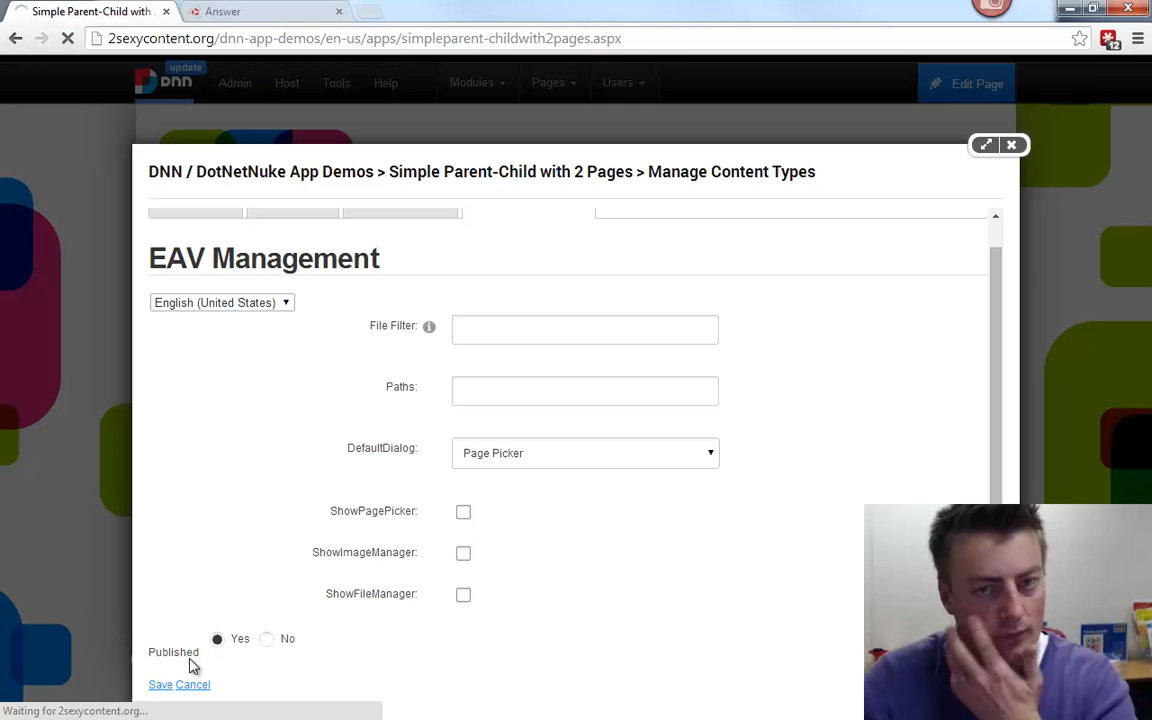 Simple Parent-Child with
Answer
2sexycontent.org/dnn-app-demos/en-us/apps/simpleparent-childwith2pages.aspx
12
update
DNN
Admin
Host
Tools
Help
Modules
Pages
Users
Edit Page
DNN / DotNetNuke App Demos > Simple Parent-Child with 2 Pages > Manage Content Types
EAV Management
English (United States)
File Filter:
Paths:
DefaultDialog:
Page Picker
ShowPagePicker:
ShowImageManager:
ShowFileManager:
Yes
No
Published
Save Cancel
Waiting for 2sexycontent.org...